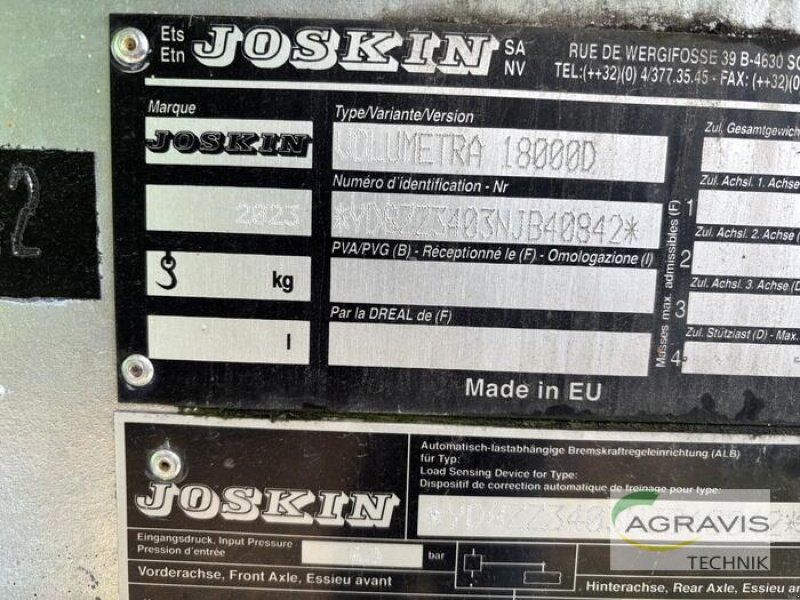 Ets JOSKIN SA
Etn NV
RUE DE WERGIFOSSE 39 B-4630
TEL:(++32)(0) 4/377.35.45 - FAX: (++32)(0)
Marque
JOSKIN
2823
kg
l
Type/Variante/Version
VOLUMETRA 18000D
Numéro d'identification - Nr
PVA/PVG (B) - Réceptionné le (F) - Omologazione (I)
Par la DREAL de (F)
Made in EU
Masses max. admissibles (F)
Zul. Gesamtgewich
1 Zul. Achsl. 1. Achse
2 Zul. Achsl. 2. Achse
3 Zul. Achsl. 3. Achse
4 Zul. Stützlast (D) - Max.
2
JOSKIN
Automatisch-lastabhängige Bremskraftregeleinrichtung (ALB)
für Typ:
Load Sensing Device for Type:
Dispositif de correction automatique de freinage pour type:
Eingangsdruck, Input Pressure
Pression d'entrée
bar
Vorderachse, Front Axle, Essieu avant
Hinterachse, Rear Axle, Essieu
AGRAVIS
TECHNIK